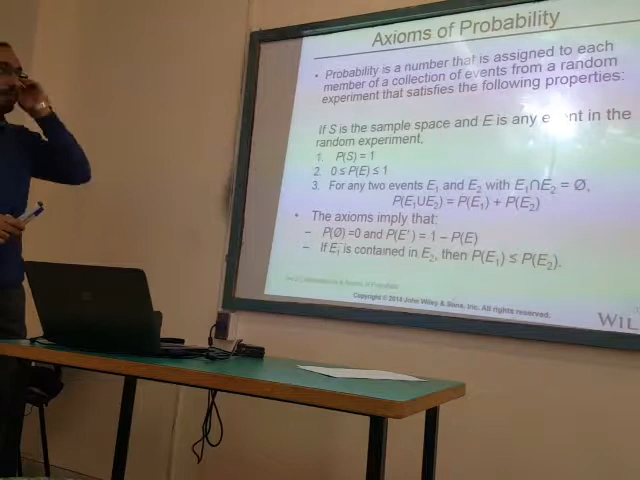 Axioms of Probability
• Probability is a number that is assigned to each
member of a collection of events from a random
experiment that satisfies the following properties:
If S is the sample space and E is any e nt in the
random experiment,
1. P(S) = 1
2. 0 ≤ P(E) ≤ 1
3. For any two events E₁ and E₂ with E₁∩E₂ = Ø,
P(E₁∪E₂) = P(E₁) + P(E₂)
• The axioms imply that:
– P(Ø) =0 and P(E') = 1 – P(E)
– If E₁ is contained in E₂, then P(E₁) ≤ P(E₂).
Copyright © 2014 John Wiley & Sons, Inc. All rights reserved.
WIL